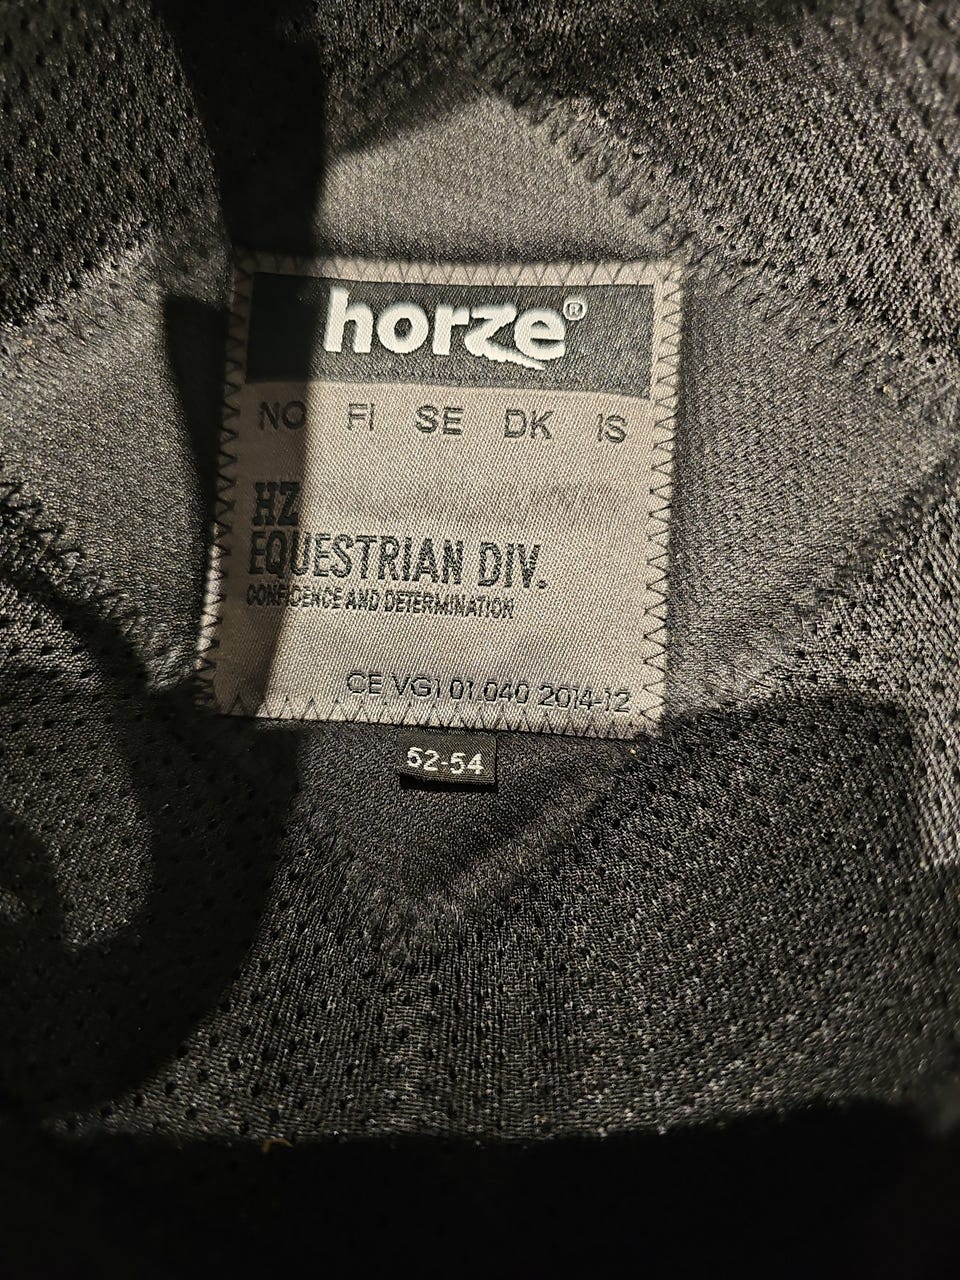 horze®
NO FI SE DK IS
HZ
EQUESTRIAN DIV.
CONFIDENCE AND DETERMINATION
CE VG1 01.040 2014-12
52-54